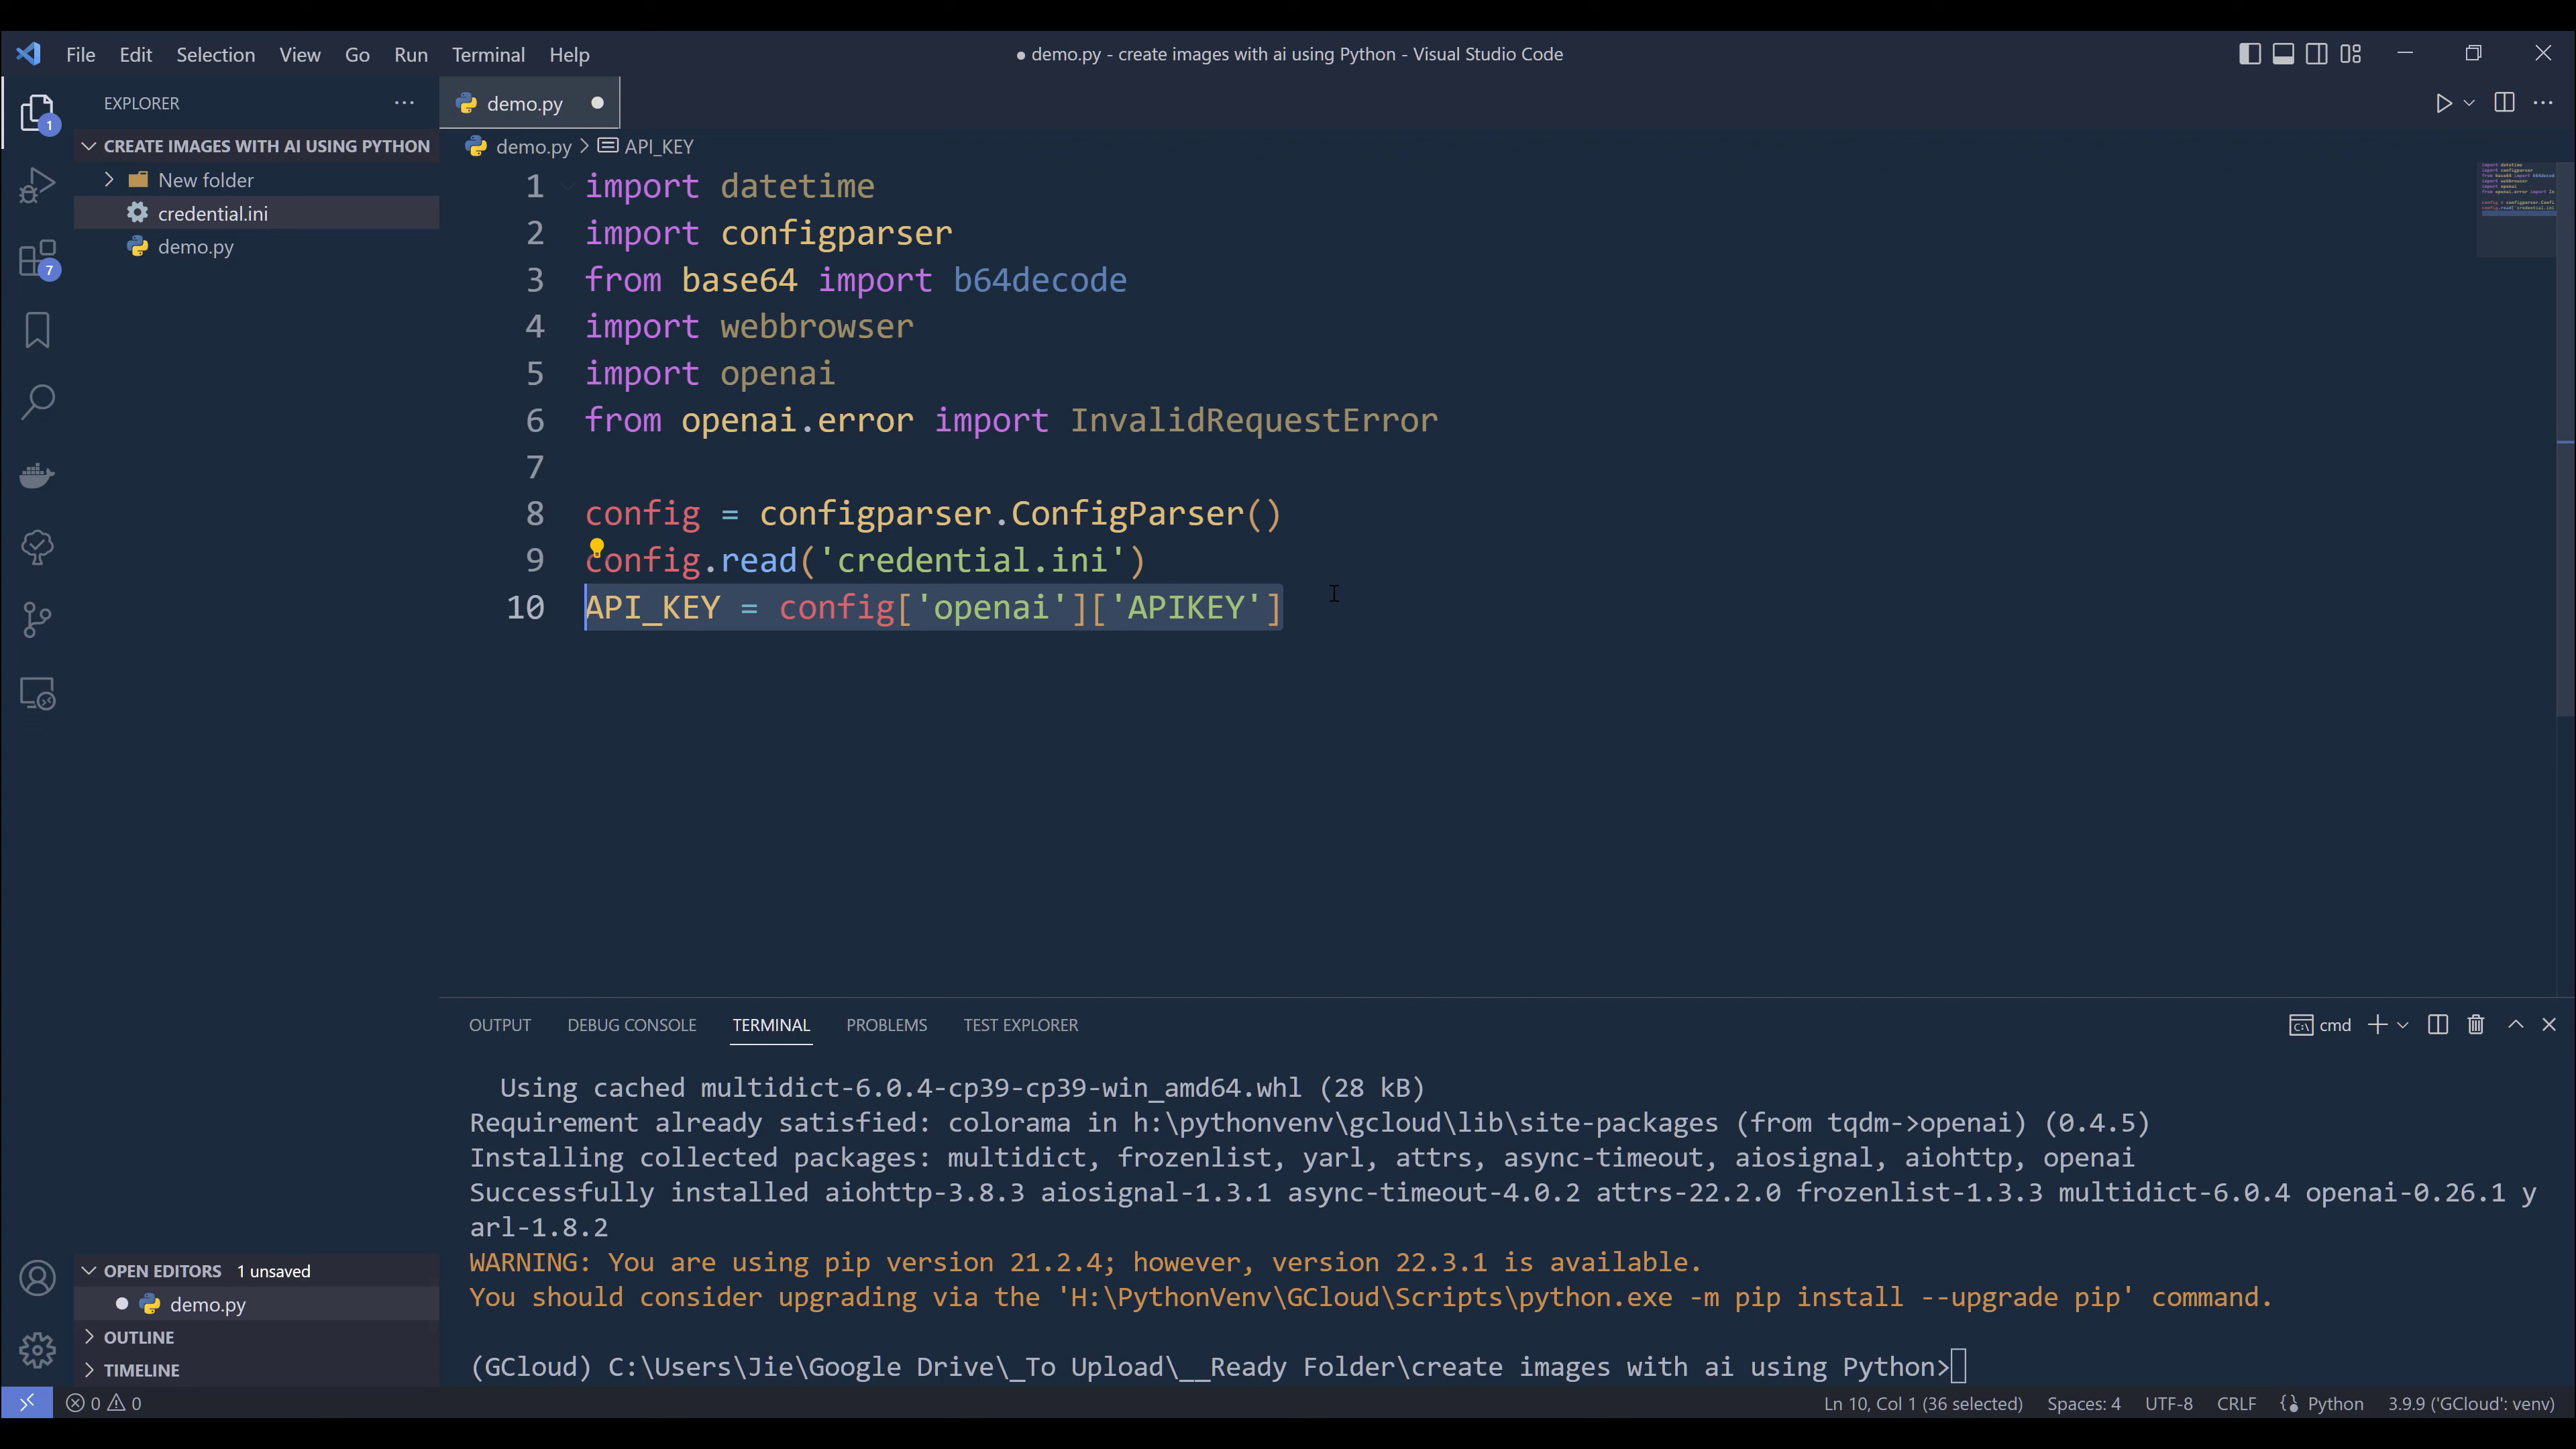 File Edit Selection View Go Run Terminal Help
● demo.py - create images with ai using Python - Visual Studio Code
1
7
EXPLORER
CREATE IMAGES WITH AI USING PYTHON
New folder
credential.ini
demo.py
demo.py
demo.py > API_KEY
1 import datetime
2 import configparser
3 from base64 import b64decode
4 import webbrowser
5 import openai
6 from openai.error import InvalidRequestError
7
8 config = configparser.ConfigParser()
9 config.read('credential.ini')
10 API_KEY = config['openai']['APIKEY']
OUTPUT DEBUG CONSOLE TERMINAL PROBLEMS TEST EXPLORER
cmd
Using cached multidict-6.0.4-cp39-cp39-win_amd64.whl (28 kB)
Requirement already satisfied: colorama in h:\pythonvenv\gcloud\lib\site-packages (from tqdm->openai) (0.4.5)
Installing collected packages: multidict, frozenlist, yarl, attrs, async-timeout, aiosignal, aiohttp, openai
Successfully installed aiohttp-3.8.3 aiosignal-1.3.1 async-timeout-4.0.2 attrs-22.2.0 frozenlist-1.3.3 multidict-6.0.4 openai-0.26.1 y
arl-1.8.2
WARNING: You are using pip version 21.2.4; however, version 22.3.1 is available.
You should consider upgrading via the 'H:\PythonVenv\GCloud\Scripts\python.exe -m pip install --upgrade pip' command.
(GCloud) C:\Users\Jie\Google Drive\_To Upload\__Ready Folder\create images with ai using Python>
OPEN EDITORS 1 unsaved
demo.py
OUTLINE
TIMELINE
0 0
Ln 10, Col 1 (36 selected) Spaces: 4 UTF-8 CRLF Python 3.9.9 ('GCloud': venv)